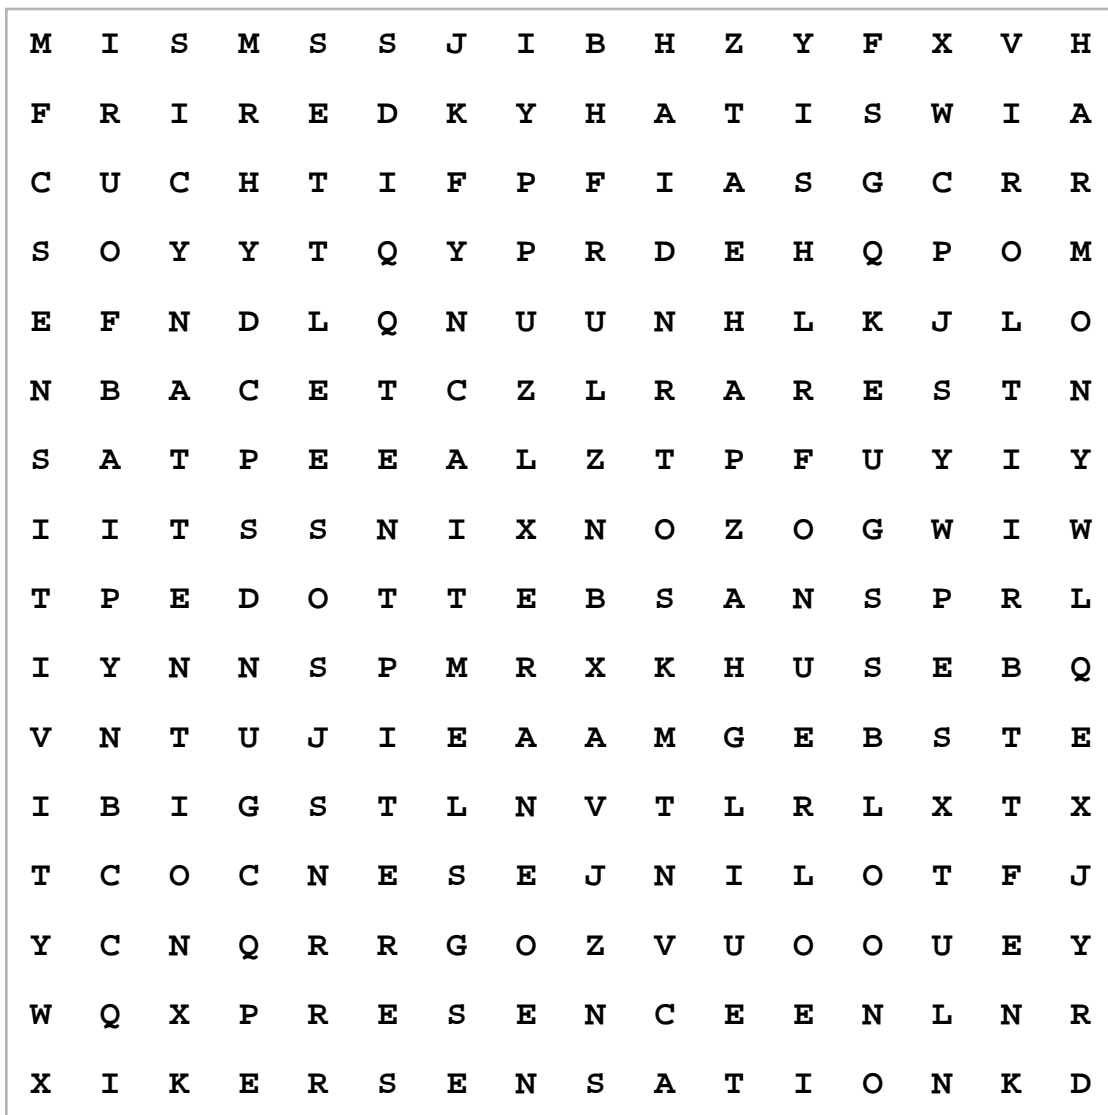 M I S M S S J I B H Z Y F X V H
F R I R E D K Y H A T I S W I A
C U C H T I F P F I A S G C R R
S O Y Y T Q Y P R D E H Q P O M
E F N D L Q N U U N H L K J L O
N B A C E T C Z L R A R E S T N
S A T P E E A L Z T P F U Y I Y
I I T S S N I X N O Z O G W I W
T P E D O T T E B S A N S P R L
I Y N N S P M R X K H U S E B Q
V N T U J I E A A M G E B S T E
I B I G S T L N V T L R L X T X
T C O C N E S E J N I L O T F J
Y C N Q R R G O Z V U O O U E Y
W Q X P R E S E N C E E N L N R
X I K E R S E N S A T I O N K D